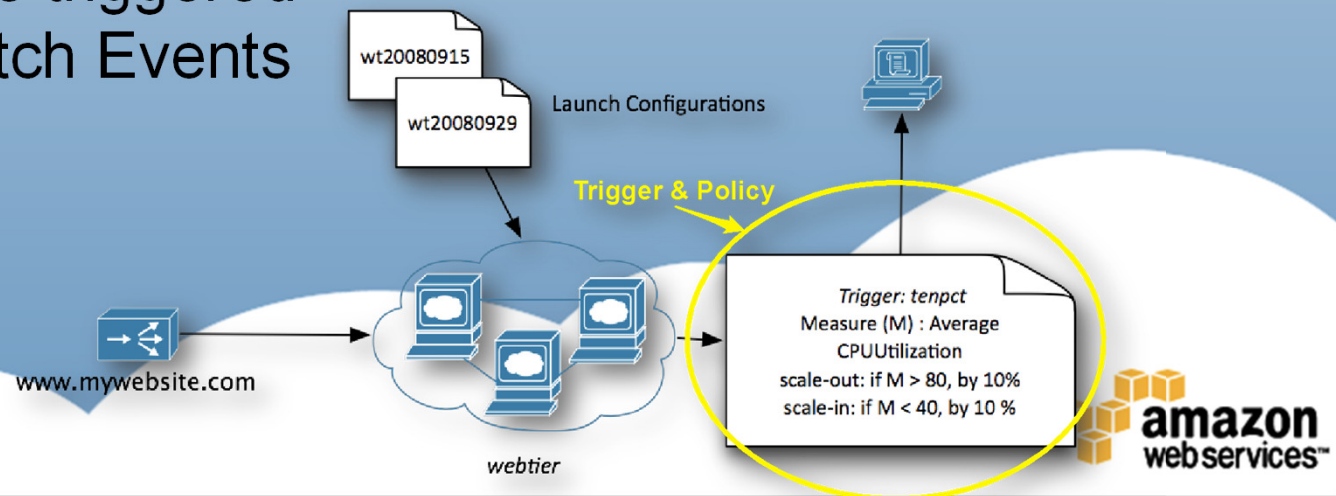 triggered
tch Events
wt20080915
wt20080929
Launch Configurations
Trigger & Policy
Trigger: tenpct
Measure (M) : Average
CPUUtilization
scale-out: if M > 80, by 10%
scale-in: if M < 40, by 10 %
www.mywebsite.com
webtier
amazon
webservices™